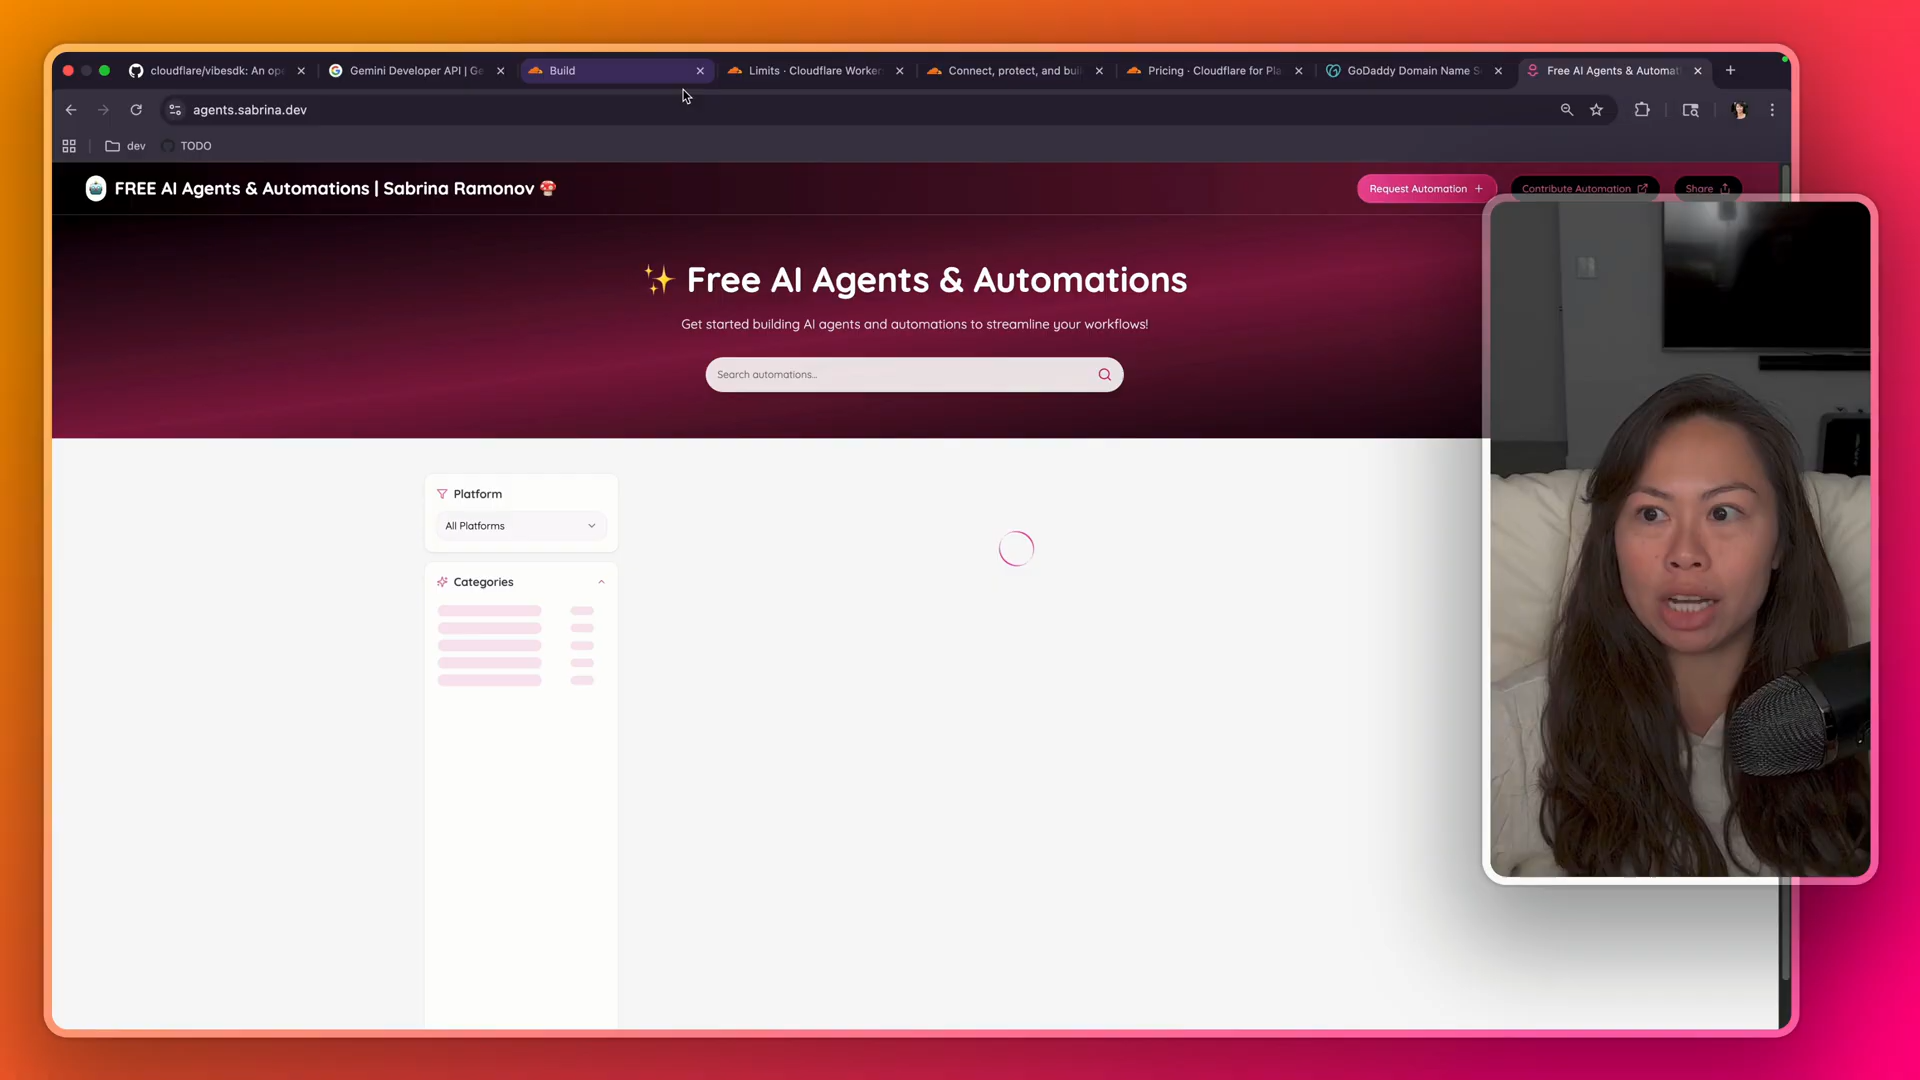 cloudflare/vibesdk: An ope
Gemini Developer API | Ge
Build
Limits · Cloudflare Worker
Connect, protect, and buil
Pricing · Cloudflare for Pla
GoDaddy Domain Name S
Free AI Agents & Automat
agents.sabrina.dev
dev
TODO
FREE AI Agents & Automations | Sabrina Ramonov
Request Automation +
Contribute Automation
Share
Free AI Agents & Automations
Get started building AI agents and automations to streamline your workflows!
Search automations...
Platform
All Platforms
Categories